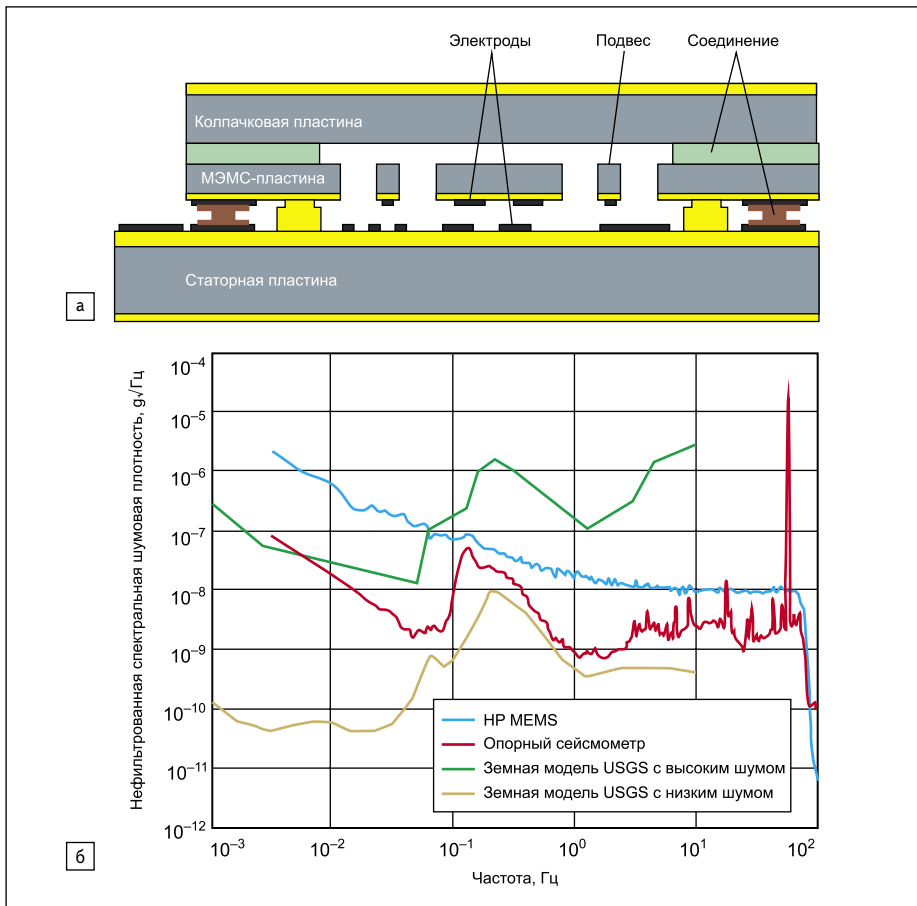 Электроды Подвес Соединение
Колпачковая пластина
МЭМС-пластина
Статорная пластина
а
Нефильтрованная спектральная шумовая плотность, g√Гц
10⁻⁴
10⁻⁵
10⁻⁶
10⁻⁷
10⁻⁸
10⁻⁹
10⁻¹⁰
10⁻¹¹
10⁻¹²
HP MEMS
Опорный сейсмометр
Земная модель USGS с высоким шумом
Земная модель USGS с низким шумом
10⁻³ 10⁻² 10⁻¹ 10⁰ 10¹ 10²
Частота, Гц
б